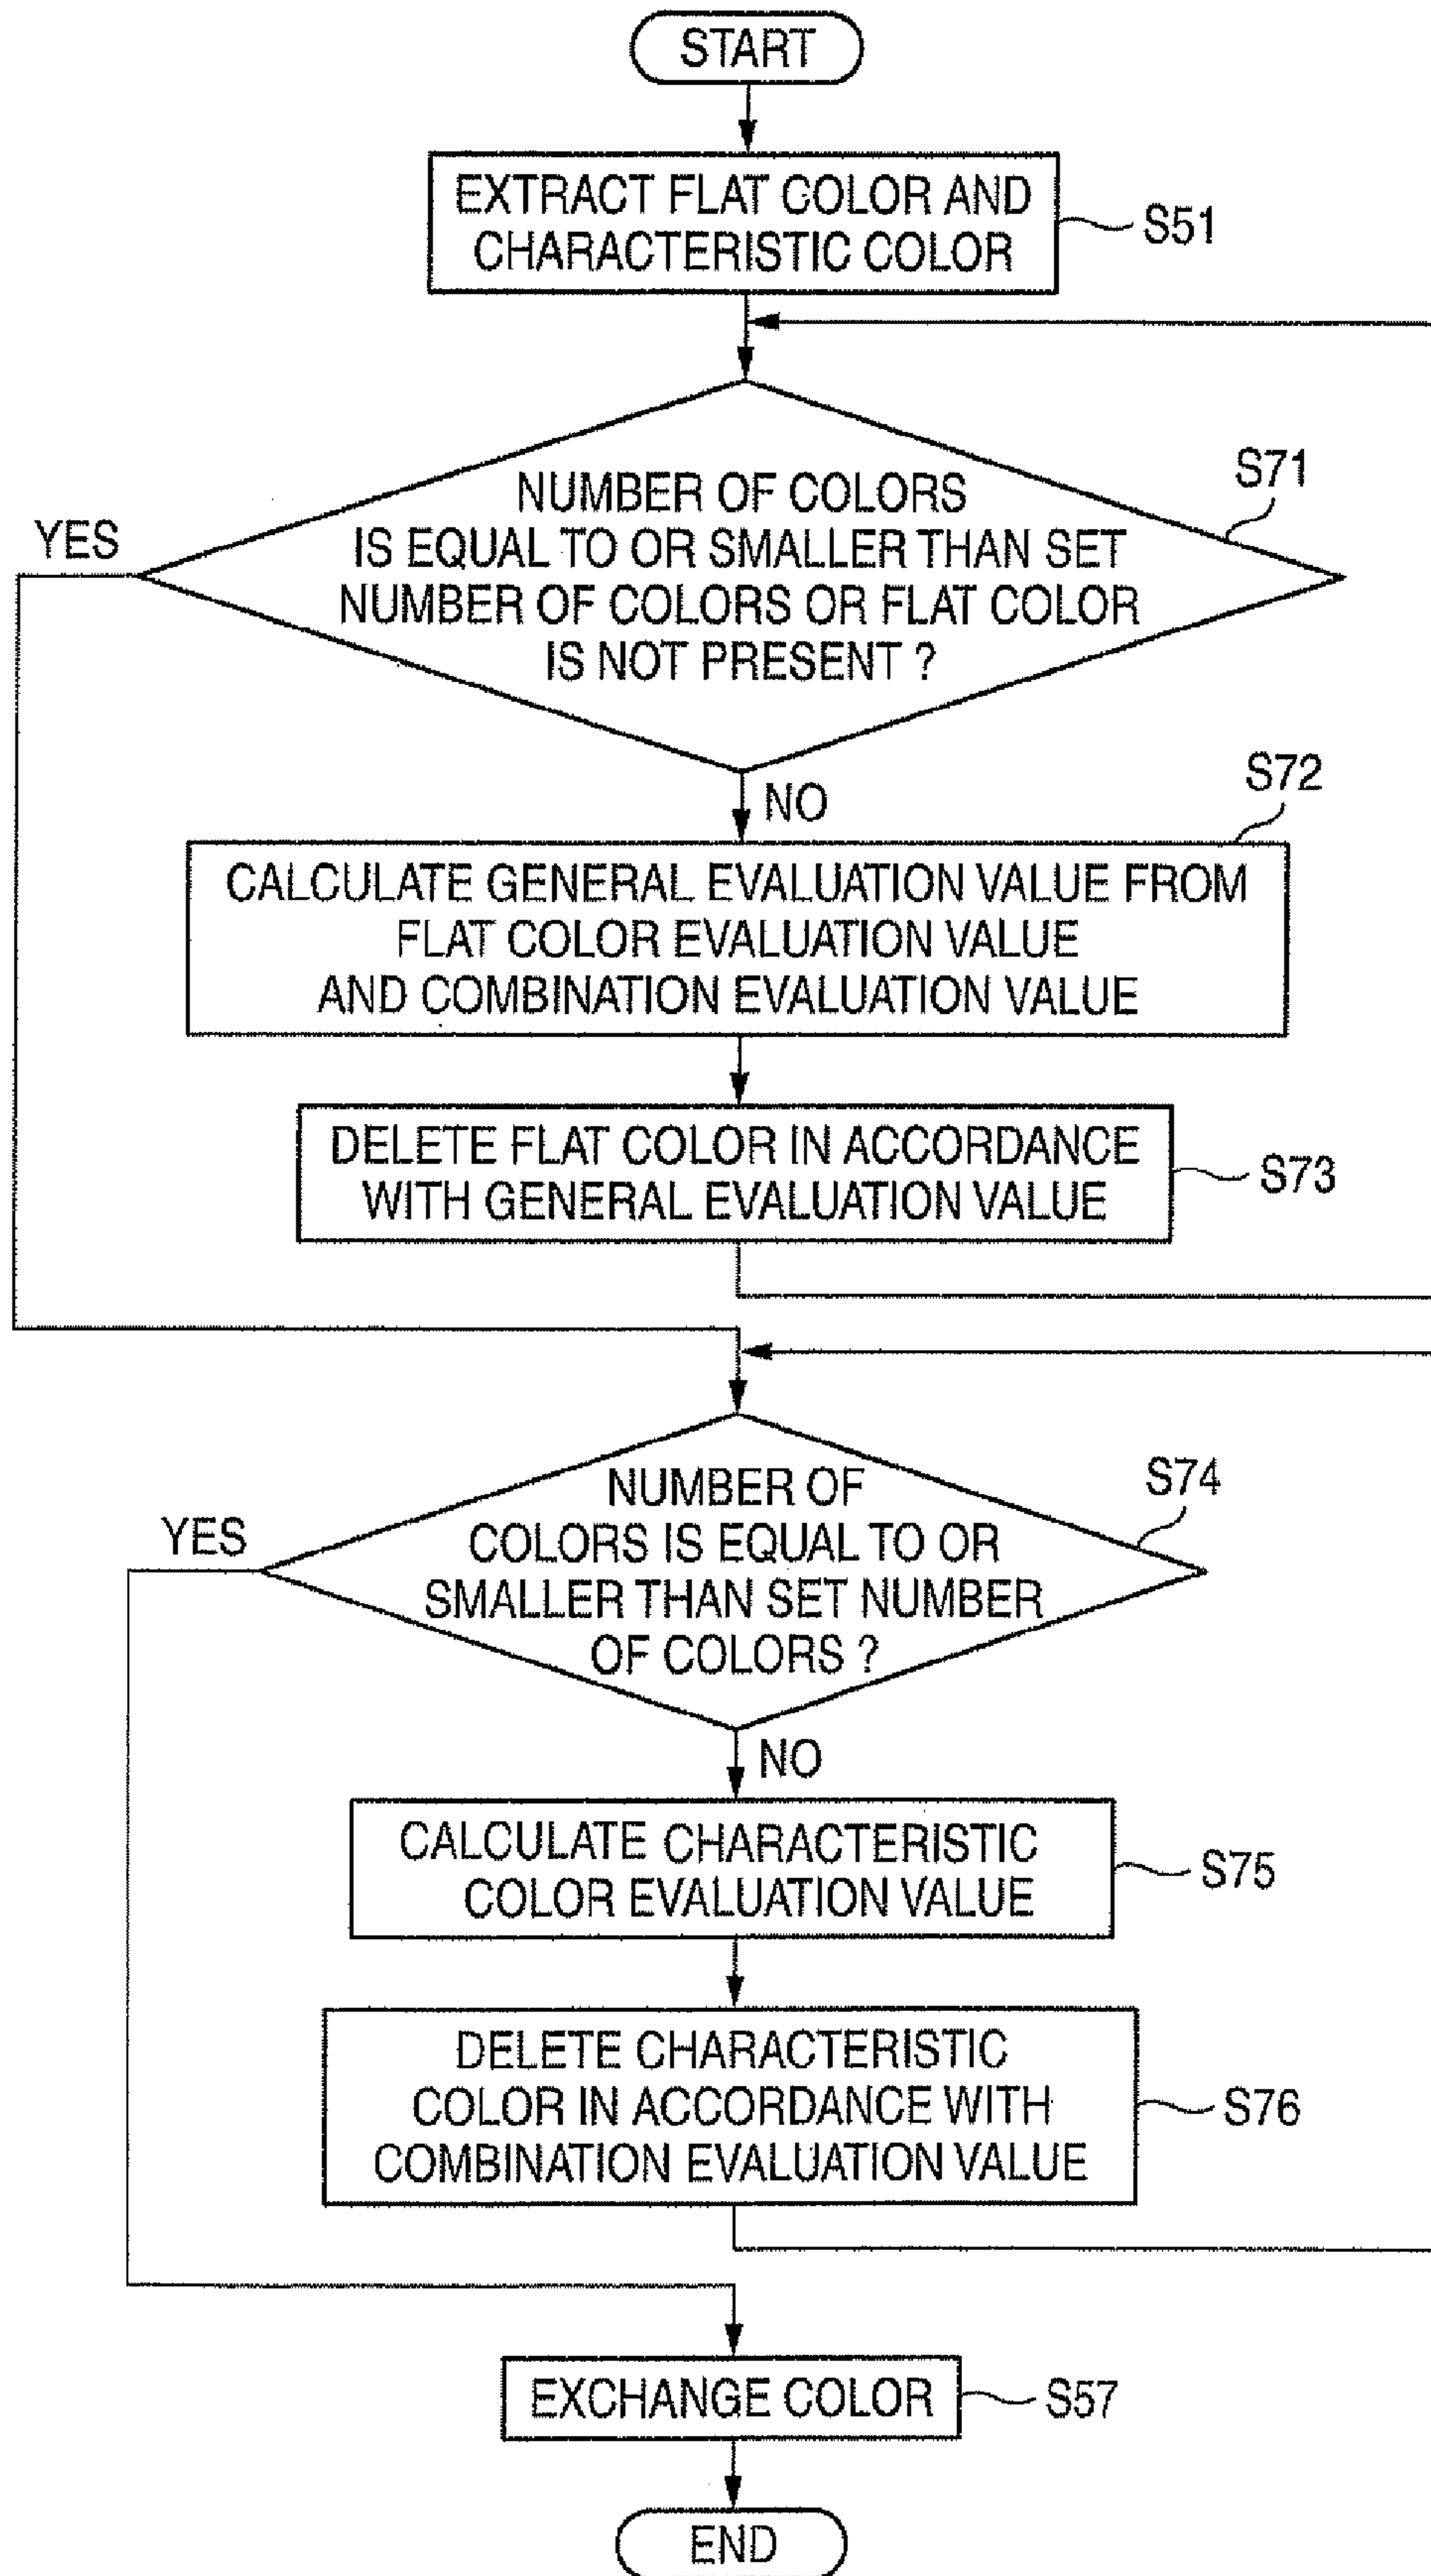 START
EXTRACT FLAT COLOR AND
CHARACTERISTIC COLOR
S51
NUMBER OF COLORS
IS EQUAL TO OR SMALLER THAN SET
NUMBER OF COLORS OR FLAT COLOR
IS NOT PRESENT ?
S71
YES
NO
S72
CALCULATE GENERAL EVALUATION VALUE FROM
FLAT COLOR EVALUATION VALUE
AND COMBINATION EVALUATION VALUE
DELETE FLAT COLOR IN ACCORDANCE
WITH GENERAL EVALUATION VALUE
S73
NUMBER OF
COLORS IS EQUAL TO OR
SMALLER THAN SET NUMBER
OF COLORS ?
S74
YES
NO
CALCULATE CHARACTERISTIC
COLOR EVALUATION VALUE
S75
DELETE CHARACTERISTIC
COLOR IN ACCORDANCE WITH
COMBINATION EVALUATION VALUE
S76
EXCHANGE COLOR
S57
END